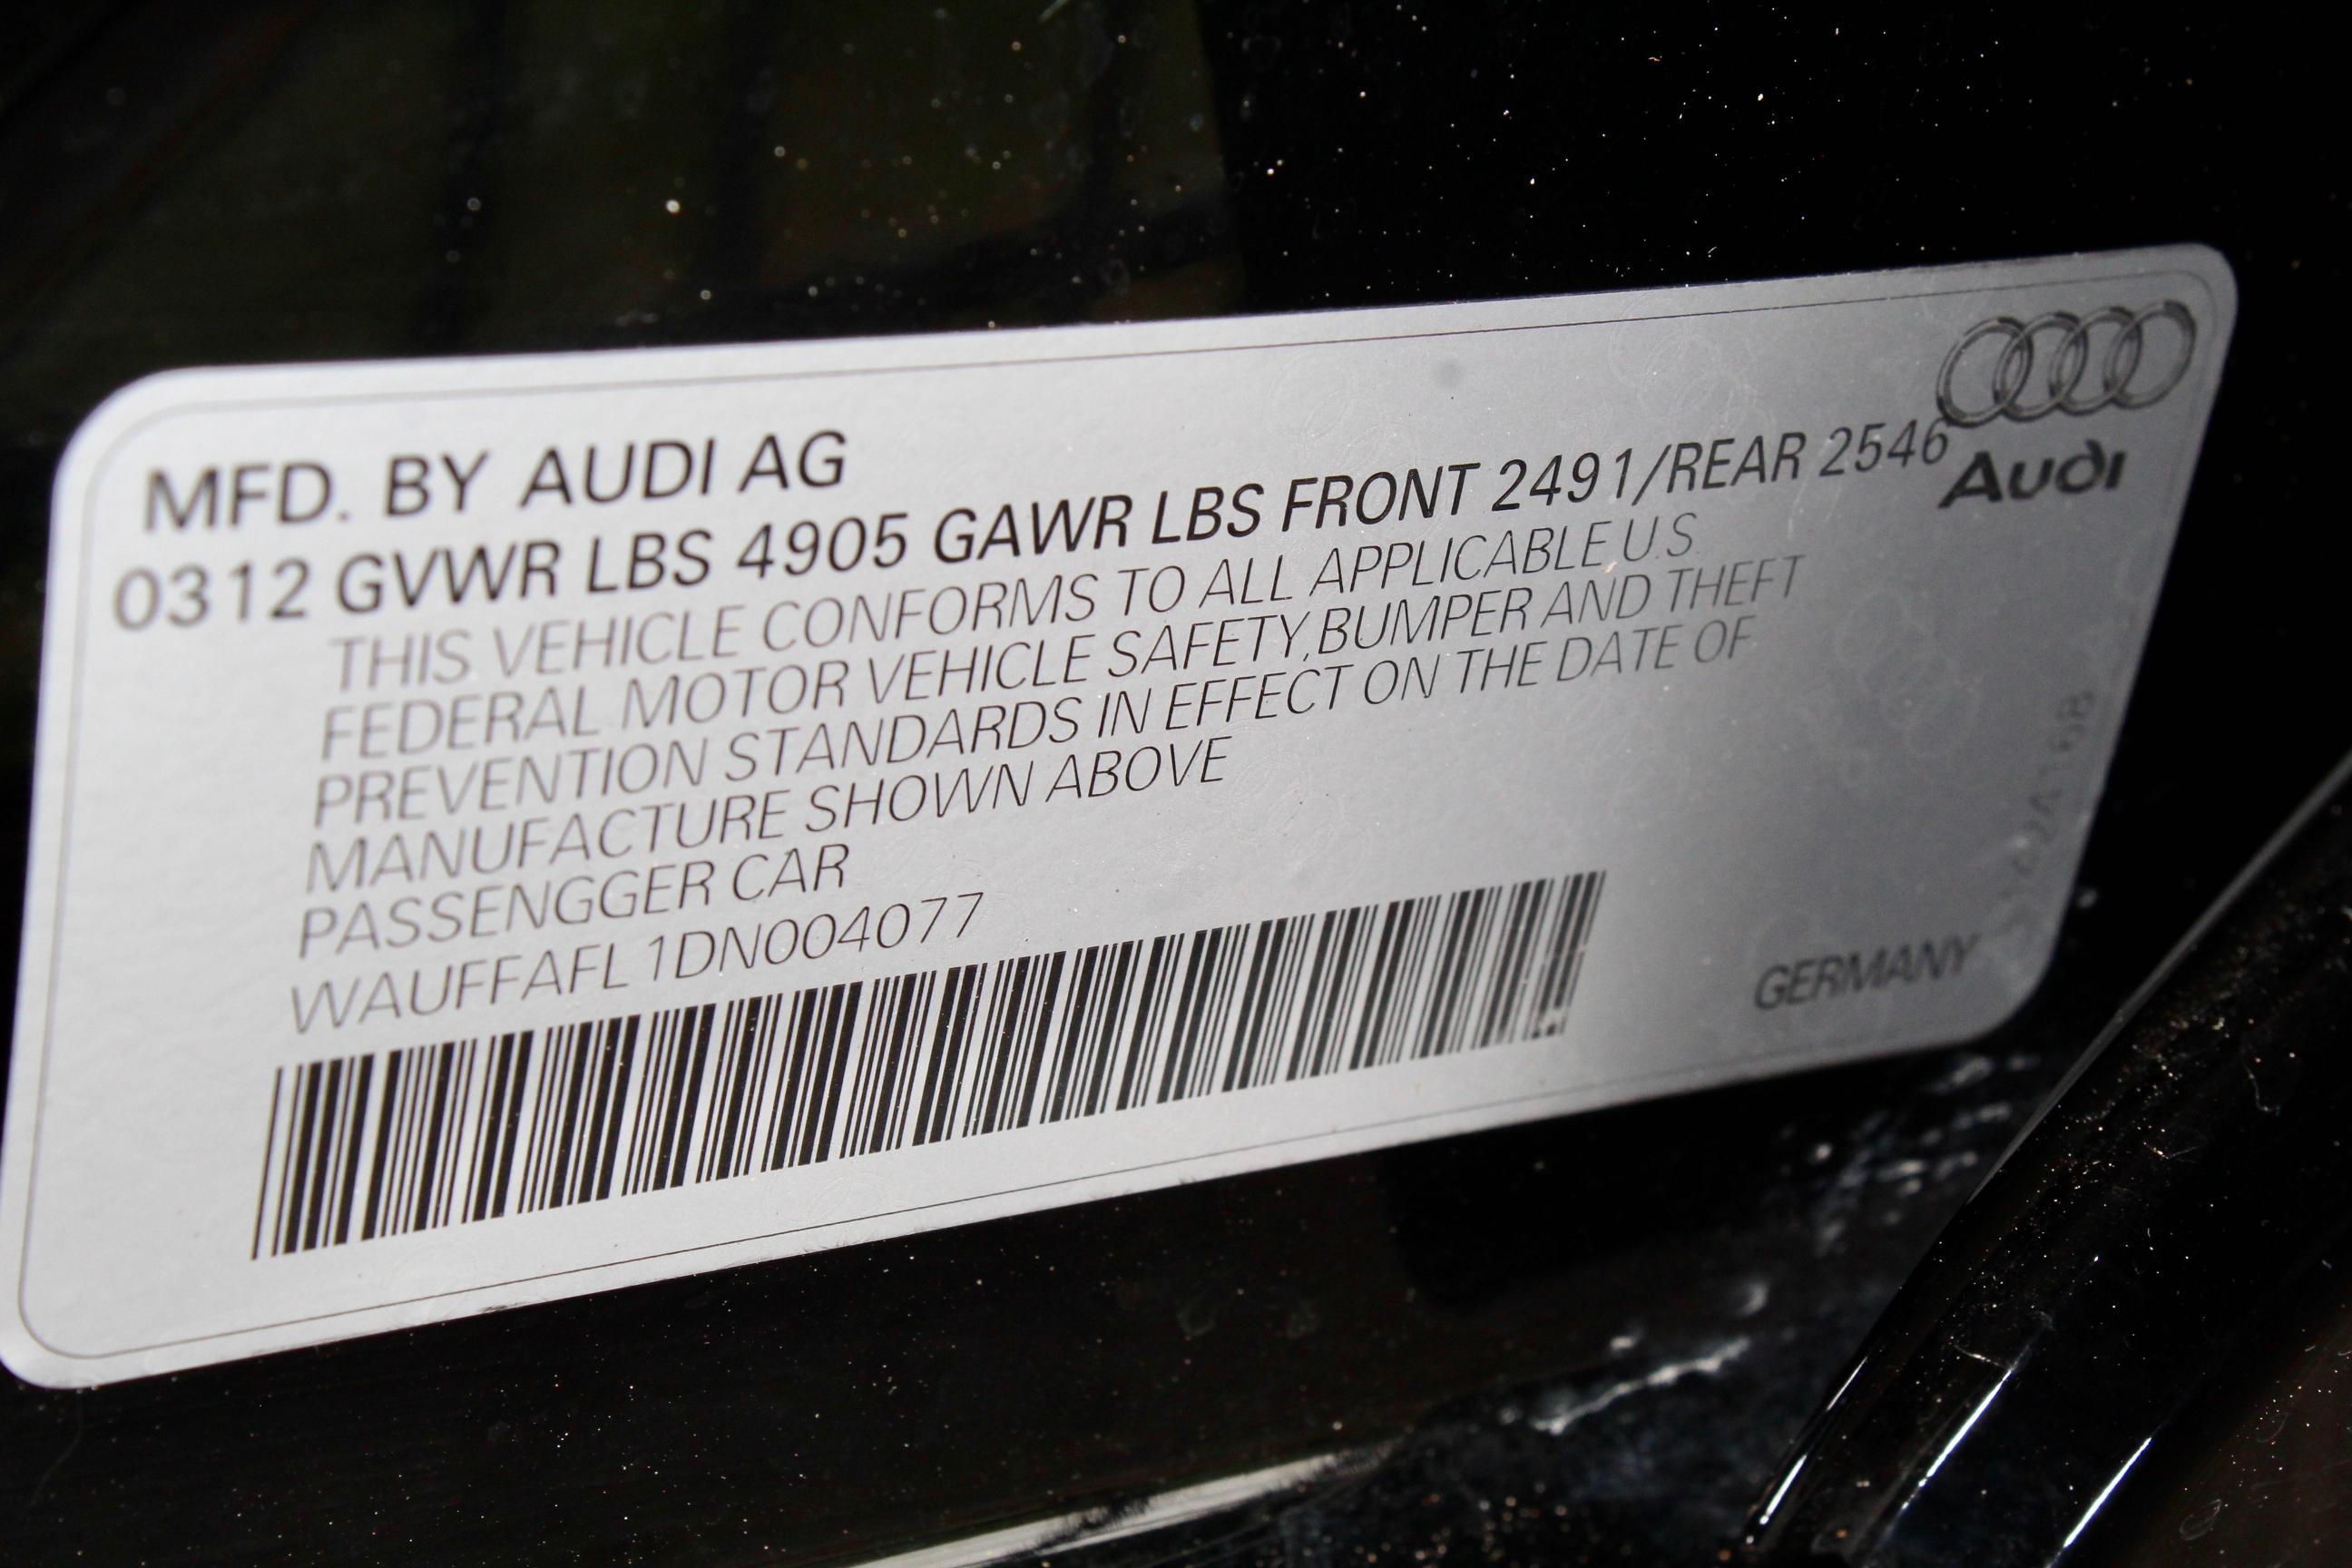 MFD. BY AUDI AG
0312 GVWR LBS 4905 GAWR LBS FRONT 2491/REAR 2546
Audi
THIS VEHICLE CONFORMS TO ALL APPLICABLE U.S.
FEDERAL MOTOR VEHICLE SAFETY,BUMPER AND THEFT
PREVENTION STANDARDS IN EFFECT ON THE DATE OF
MANUFACTURE SHOWN ABOVE
PASSENGGER CAR
WAUFFAFL1DN004077
GERMANY